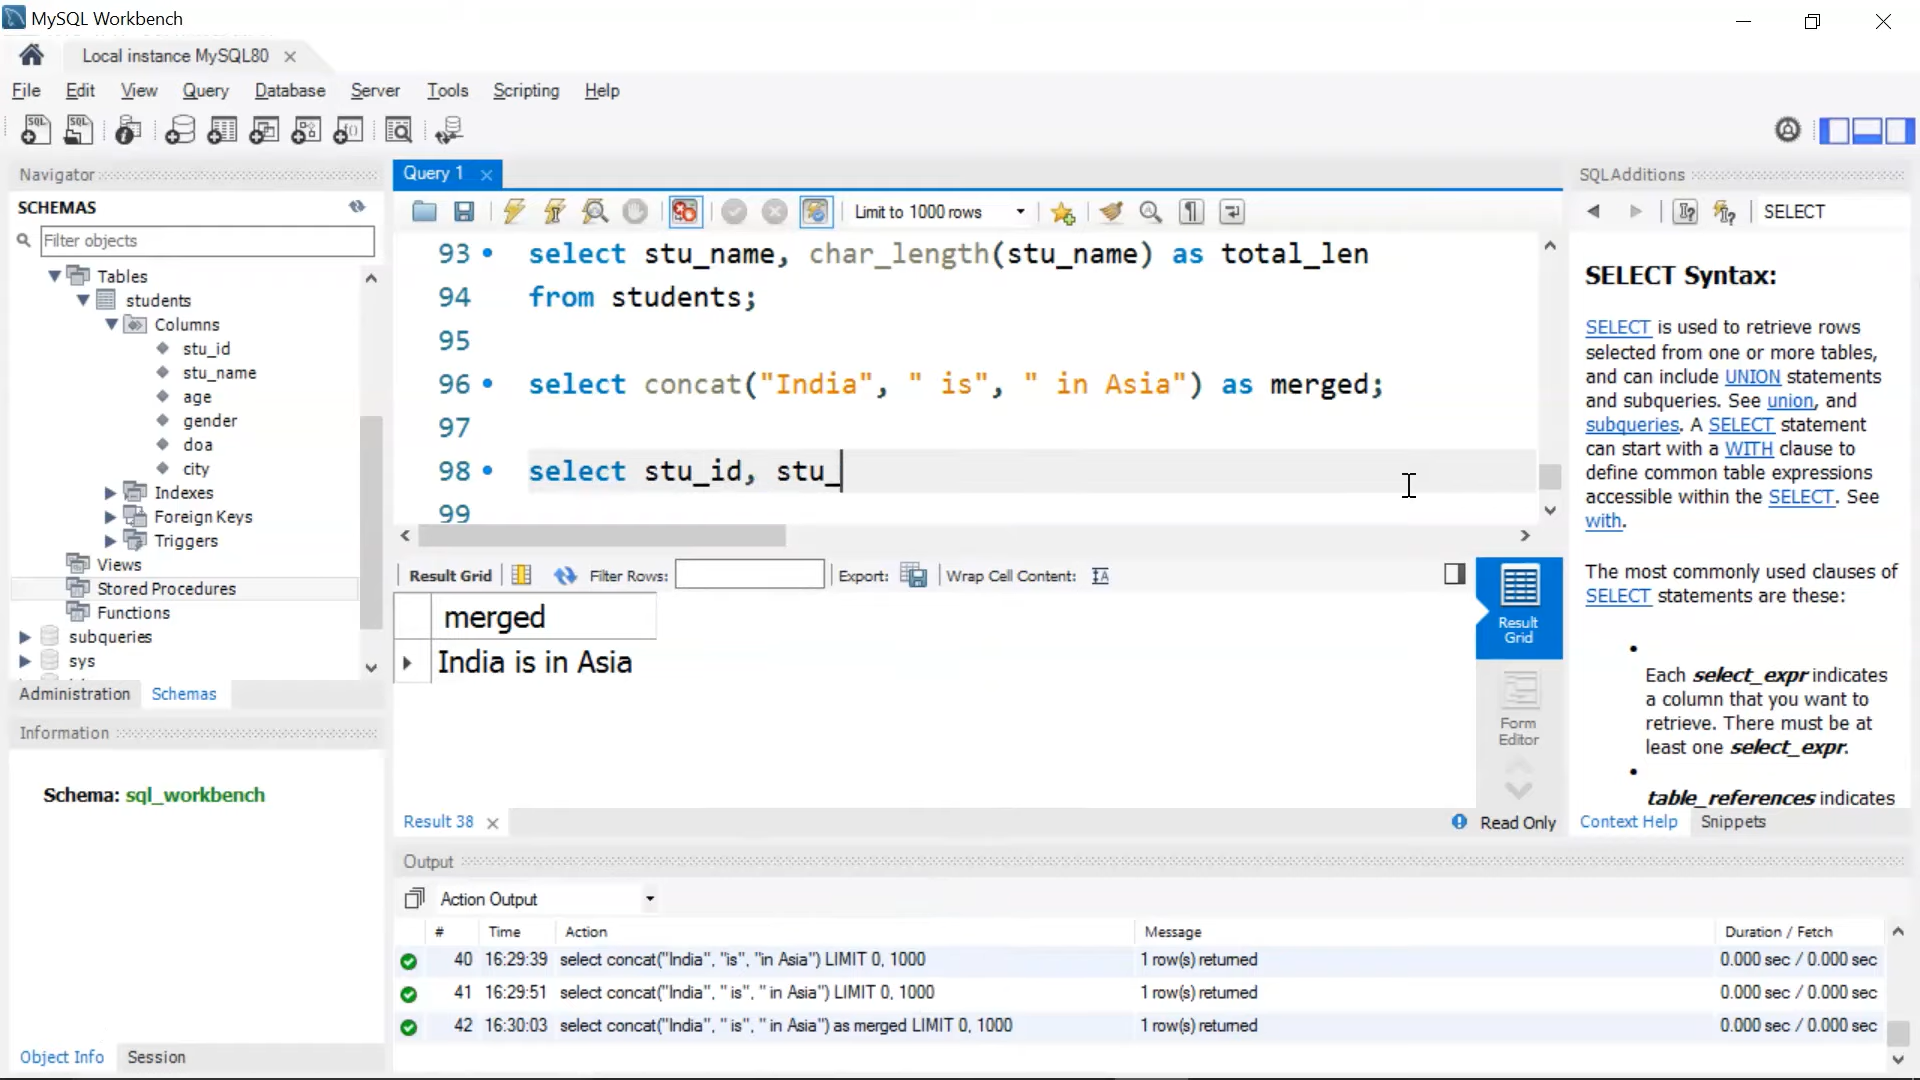 MySQL Workbench
Local instance MySQL80
File Edit View Query Database Server Tools Scripting Help
Navigator
SCHEMAS
Filter objects
Tables
students
Columns
stu_id
stu_name
age
gender
doa
city
Indexes
Foreign Keys
Triggers
Views
Stored Procedures
Functions
subqueries
sys
Administration Schemas
Information
Schema: sql_workbench
Object Info Session
Query 1
Limit to 1000 rows
93 select stu_name, char_length(stu_name) as total_len
94 from students;
95
96 select concat("India", " is", " in Asia") as merged;
97
98 select stu_id, stu_
99
Result Grid Filter Rows: Export: Wrap Cell Content:
merged
India is in Asia
Result Grid
Form Editor
Result 38
Read Only
SQLAdditions
SELECT
SELECT Syntax:
SELECT is used to retrieve rows
selected from one or more tables,
and can include UNION statements
and subqueries. See union, and
subqueries. A SELECT statement
can start with a WITH clause to
define common table expressions
accessible within the SELECT. See
with.
The most commonly used clauses of
SELECT statements are these:
Each select_expr indicates
a column that you want to
retrieve. There must be at
least one select_expr.
table_references indicates
Context Help Snippets
Output
Action Output
# Time Action Message Duration / Fetch
40 16:29:39 select concat("India", "is", "in Asia") LIMIT 0, 1000 1 row(s) returned 0.000 sec / 0.000 sec
41 16:29:51 select concat("India", " is", " in Asia") LIMIT 0, 1000 1 row(s) returned 0.000 sec / 0.000 sec
42 16:30:03 select concat("India", " is", " in Asia") as merged LIMIT 0, 1000 1 row(s) returned 0.000 sec / 0.000 sec